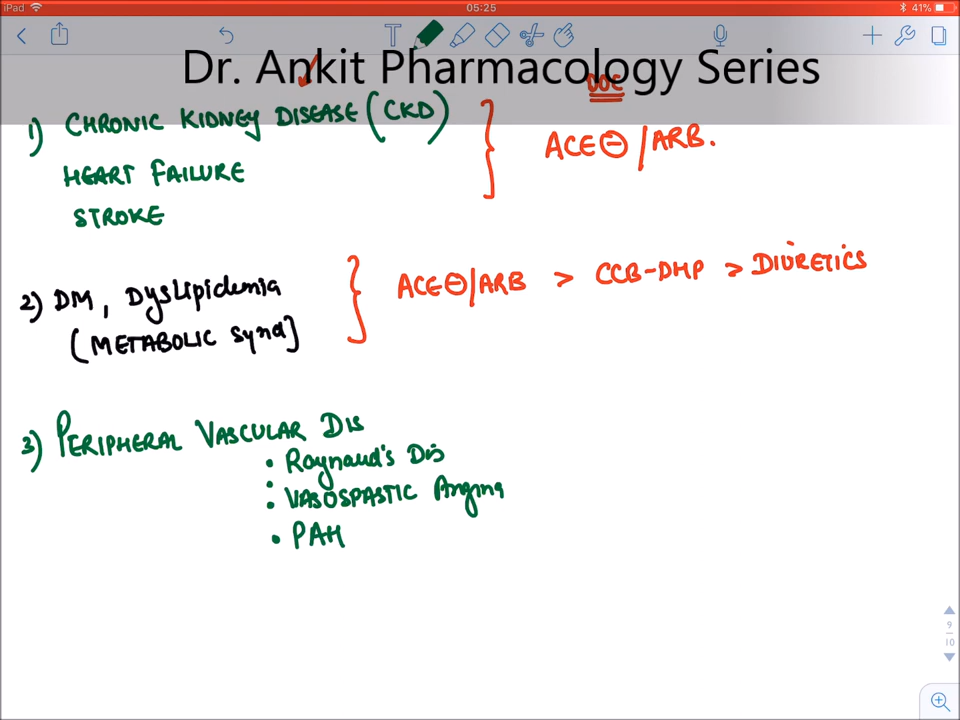 iPad 05:25 41%
T
Dr. Ankit Pharmacology Series
DOC
1) CHRONIC KIDNEY DISEASE (CKD)
HEART FAILURE
STROKE
ACE⊖/ARB.
2) DM, Dyslipidemia
(METABOLIC Synd]
ACE⊖/ARB > CCB-DHP > DIURETICS
3) PERIPHERAL VASCULAR DIS
• Raynaud's Dis
• VASOSPASTIC Angina
• PAH
9
10